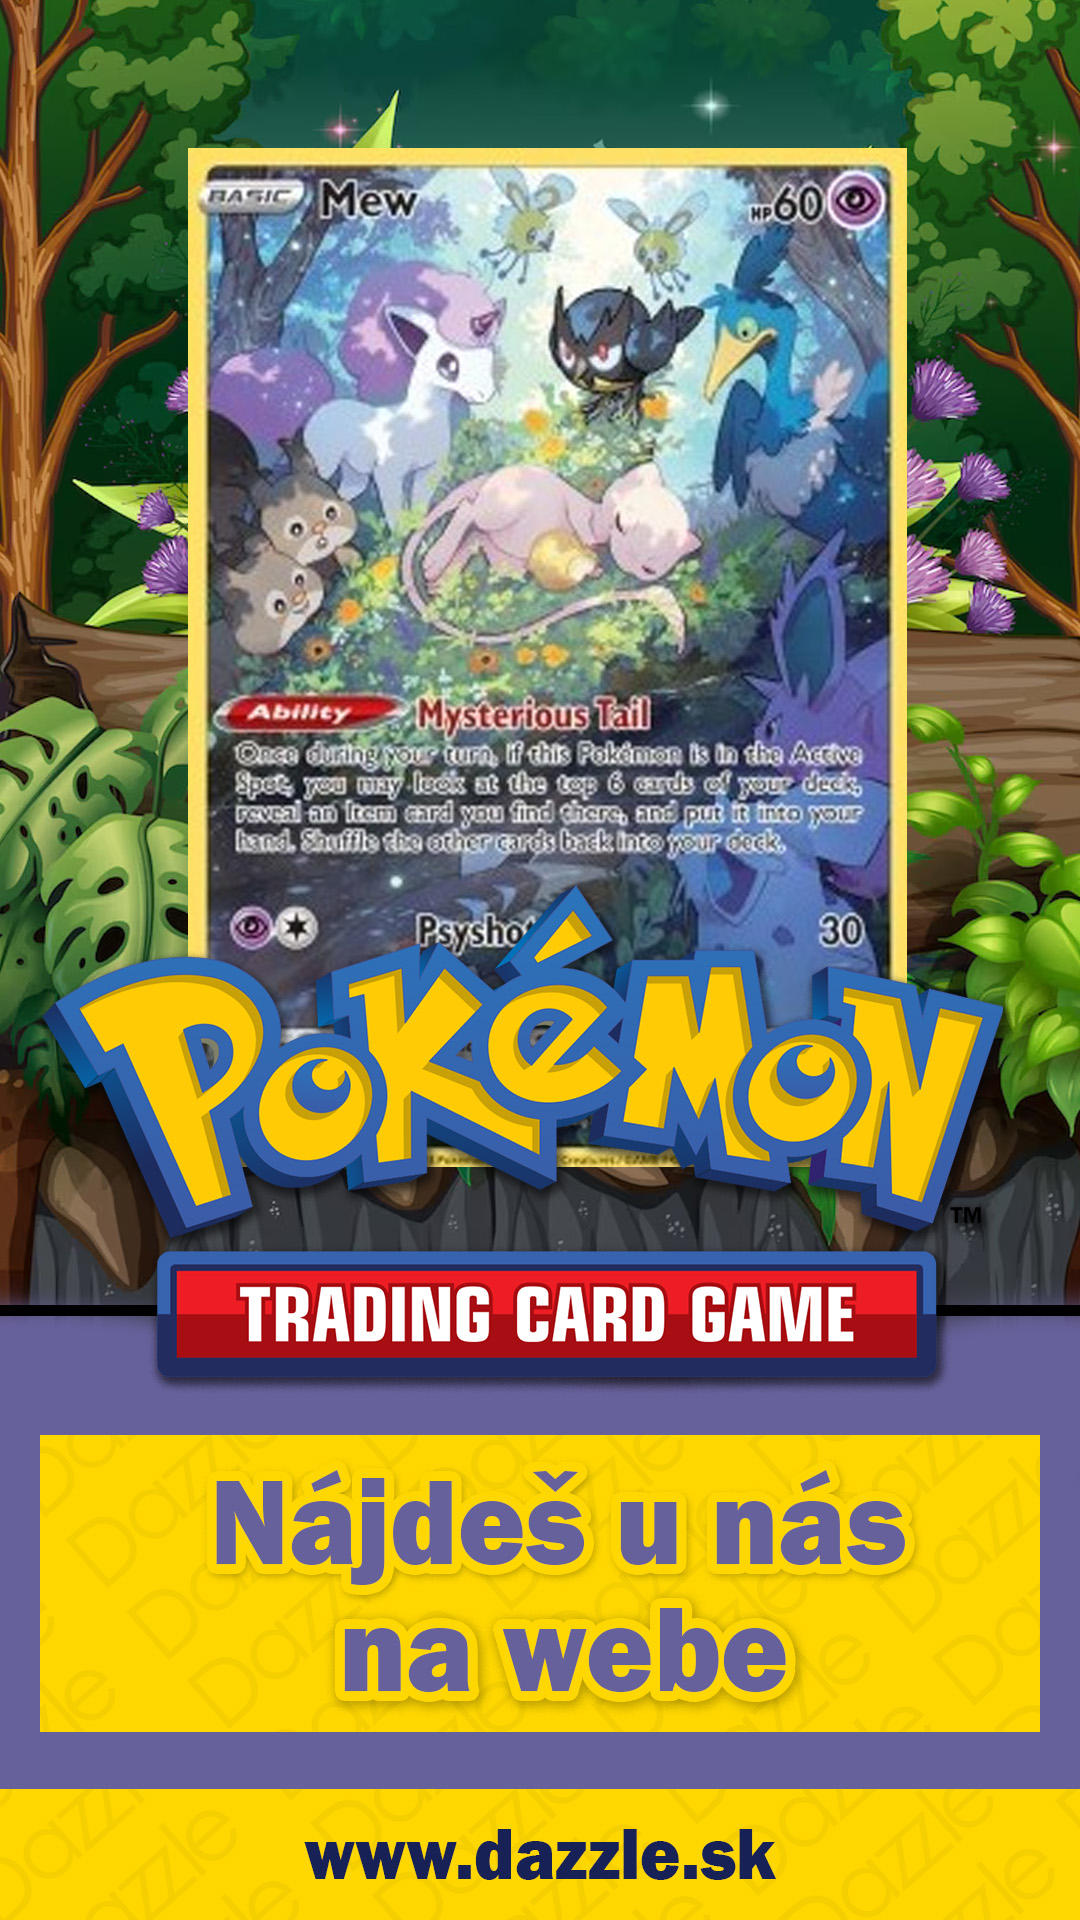 BASIC Mew HP60
Ability Mysterious Tail
Once during your turn, if this Pokémon is in the Active
Spot, you may look at the top 6 cards of your deck,
reveal an Item card you find there, and put it into your
hand. Shuffle the other cards back into your deck.
Psyshot 30
POKéMON
TM
TRADING CARD GAME
Nájdeš u nás
na webe
www.dazzle.sk